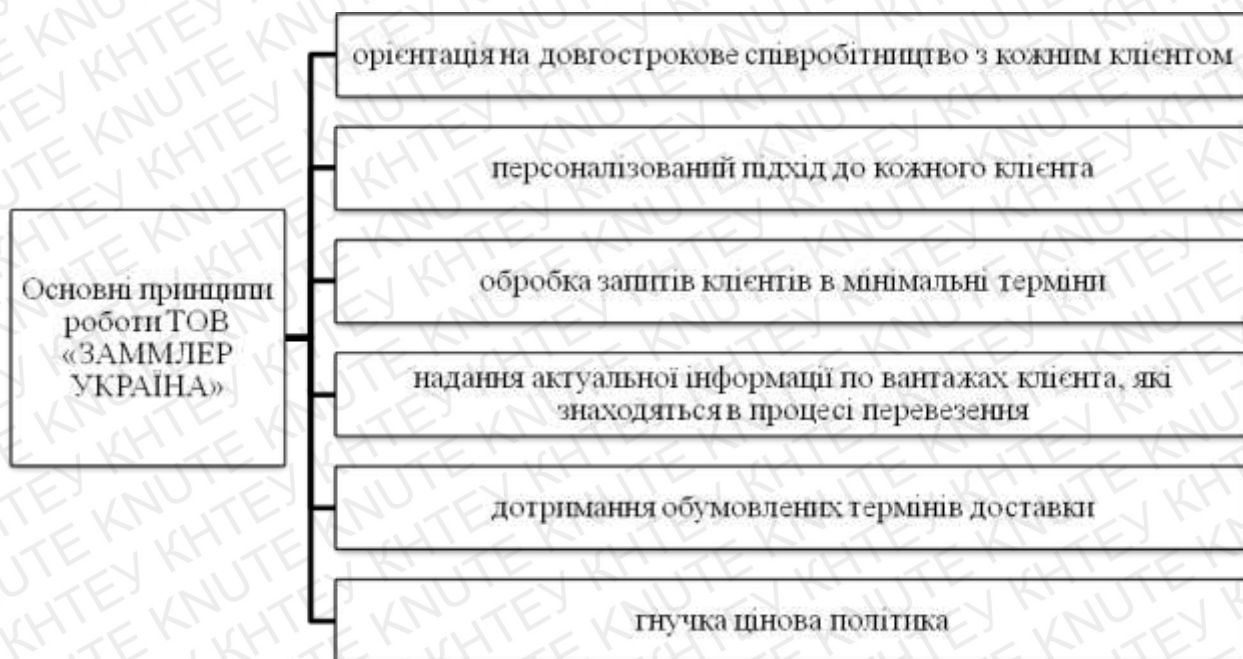 орієнтація на довгострокове співробітництво з кожним клієнтом
персоналізований підхід до кожного клієнта
обробка запитів клієнтів в мінімальні терміни
Основні принципи
роботи ТОВ
«ЗАММЛЕР
УКРАЇНА»
надання актуальної інформації по вантажах клієнта, які
знаходяться в процесі перевезення
дотримання обумовлених термінів доставки
гнучка цінова політика